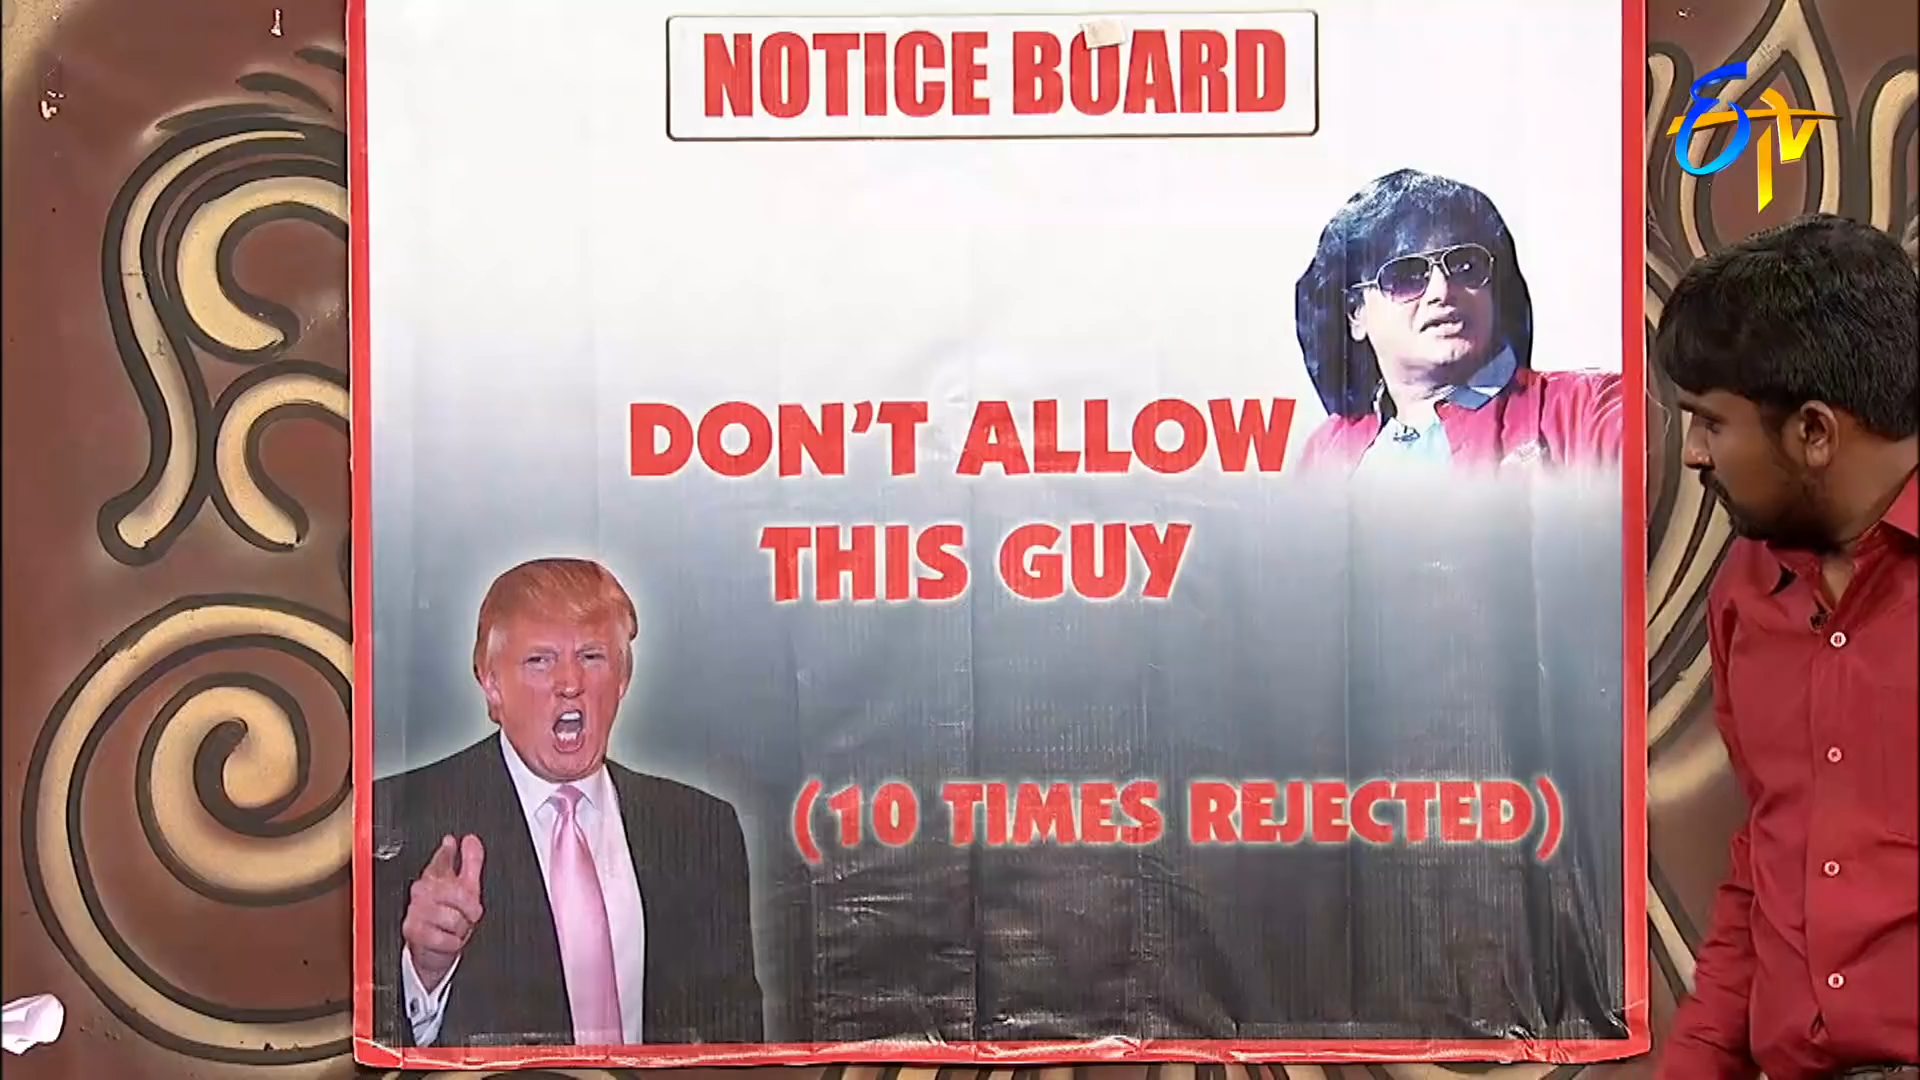 NOTICE BOARD
ETV
DON'T ALLOW
THIS GUY
(10 TIMES REJECTED)